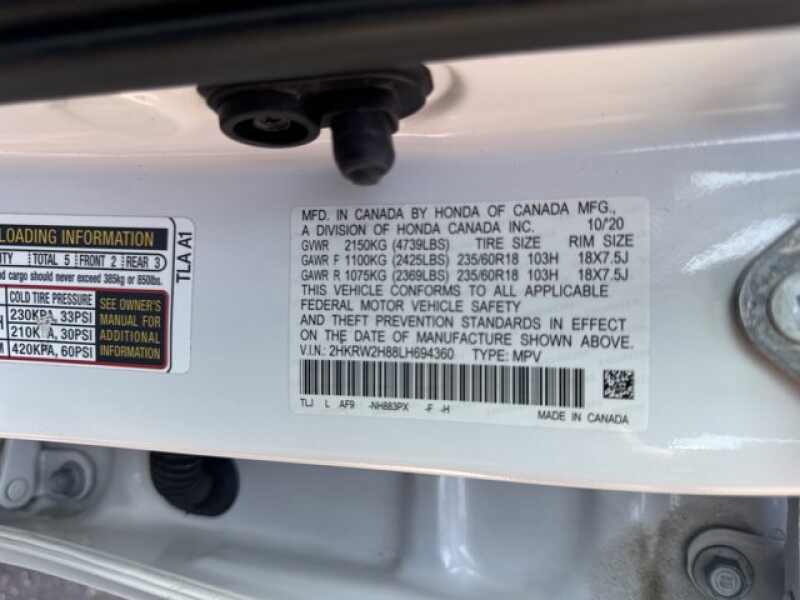 LOADING INFORMATION
TOTAL 5 FRONT 2 REAR 3
cargo should never exceed 385kg or 850lbs.
COLD TIRE PRESSURE
230KPA, 33PSI
210KPA, 30PSI
420KPA, 60PSI
SEE OWNER'S
MANUAL FOR
ADDITIONAL
INFORMATION
TLA A1
MFD. IN CANADA BY HONDA OF CANADA MFG.,
A DIVISION OF HONDA CANADA INC. 10/20
GVWR 2150KG (4739LBS) TIRE SIZE RIM SIZE
GAWR F 1100KG (2425LBS) 235/60R18 103H 18X7.5J
GAWR R 1075KG (2369LBS) 235/60R18 103H 18X7.5J
THIS VEHICLE CONFORMS TO ALL APPLICABLE
FEDERAL MOTOR VEHICLE SAFETY
AND THEFT PREVENTION STANDARDS IN EFFECT
ON THE DATE OF MANUFACTURE SHOWN ABOVE.
V.I.N.: 2HKRW2H88LH694360 TYPE: MPV
TLJ L AF9 -NH883PX -F -H
MADE IN CANADA